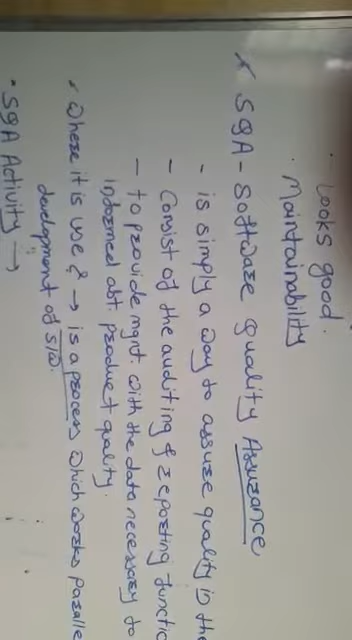 · Looks good.
· Maintainability
x SQA - Software Quality Assurance
- is simply a way to assure quality in the
- Consist of the auditing & reporting functio
- to provide mgnt. with the data necessary to
informed abt. product quality.
Where it is use? → is a process which works paralle
development of S/W.
• SQA Activity →